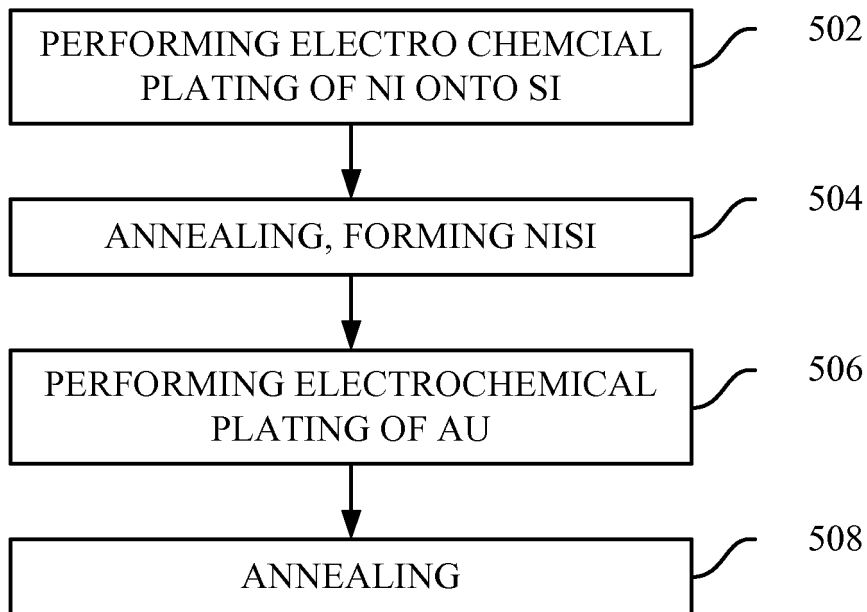 PERFORMING ELECTRO CHEMCIAL
PLATING OF NI ONTO SI
502
ANNEALING, FORMING NISI
504
PERFORMING ELECTROCHEMICAL
PLATING OF AU
506
ANNEALING
508